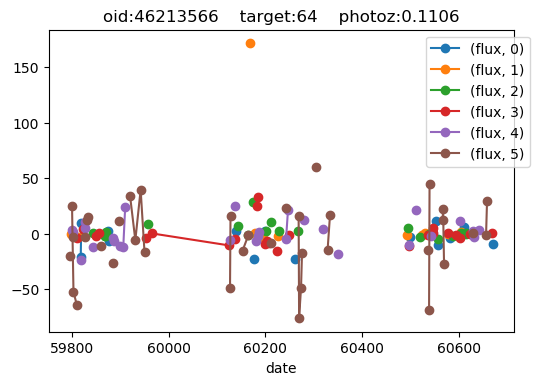 oid:46213566    target:64    photoz:0.1106
150
100
50
0
−50
59800
60000
60200
60400
60600
date
(flux, 0)
(flux, 1)
(flux, 2)
(flux, 3)
(flux, 4)
(flux, 5)